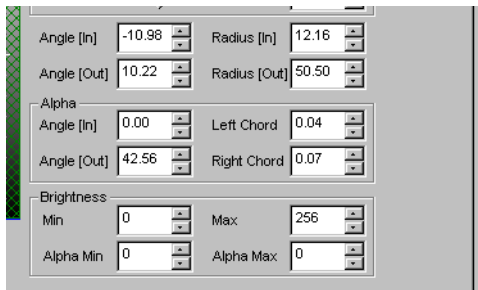 Angle [In] -10.98 Radius [In] 12.16
Angle [Out] 10.22 Radius [Out] 50.50
Alpha
Angle [In] 0.00 Left Chord 0.04
Angle [Out] 42.56 Right Chord 0.07
Brightness
Min 0 Max 256
Alpha Min 0 Alpha Max 0